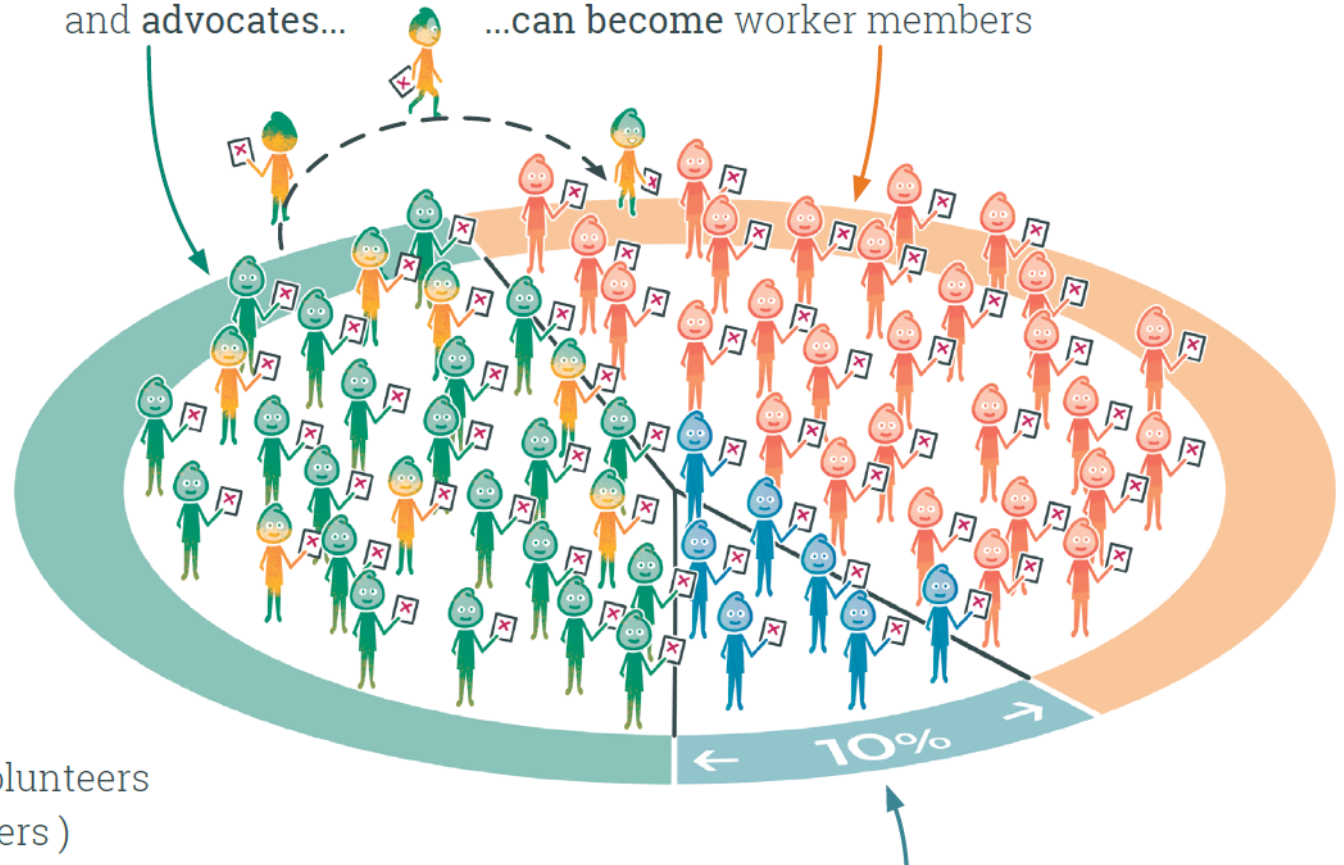 and advocates...
...can become worker members
10%
olunteers
ers )